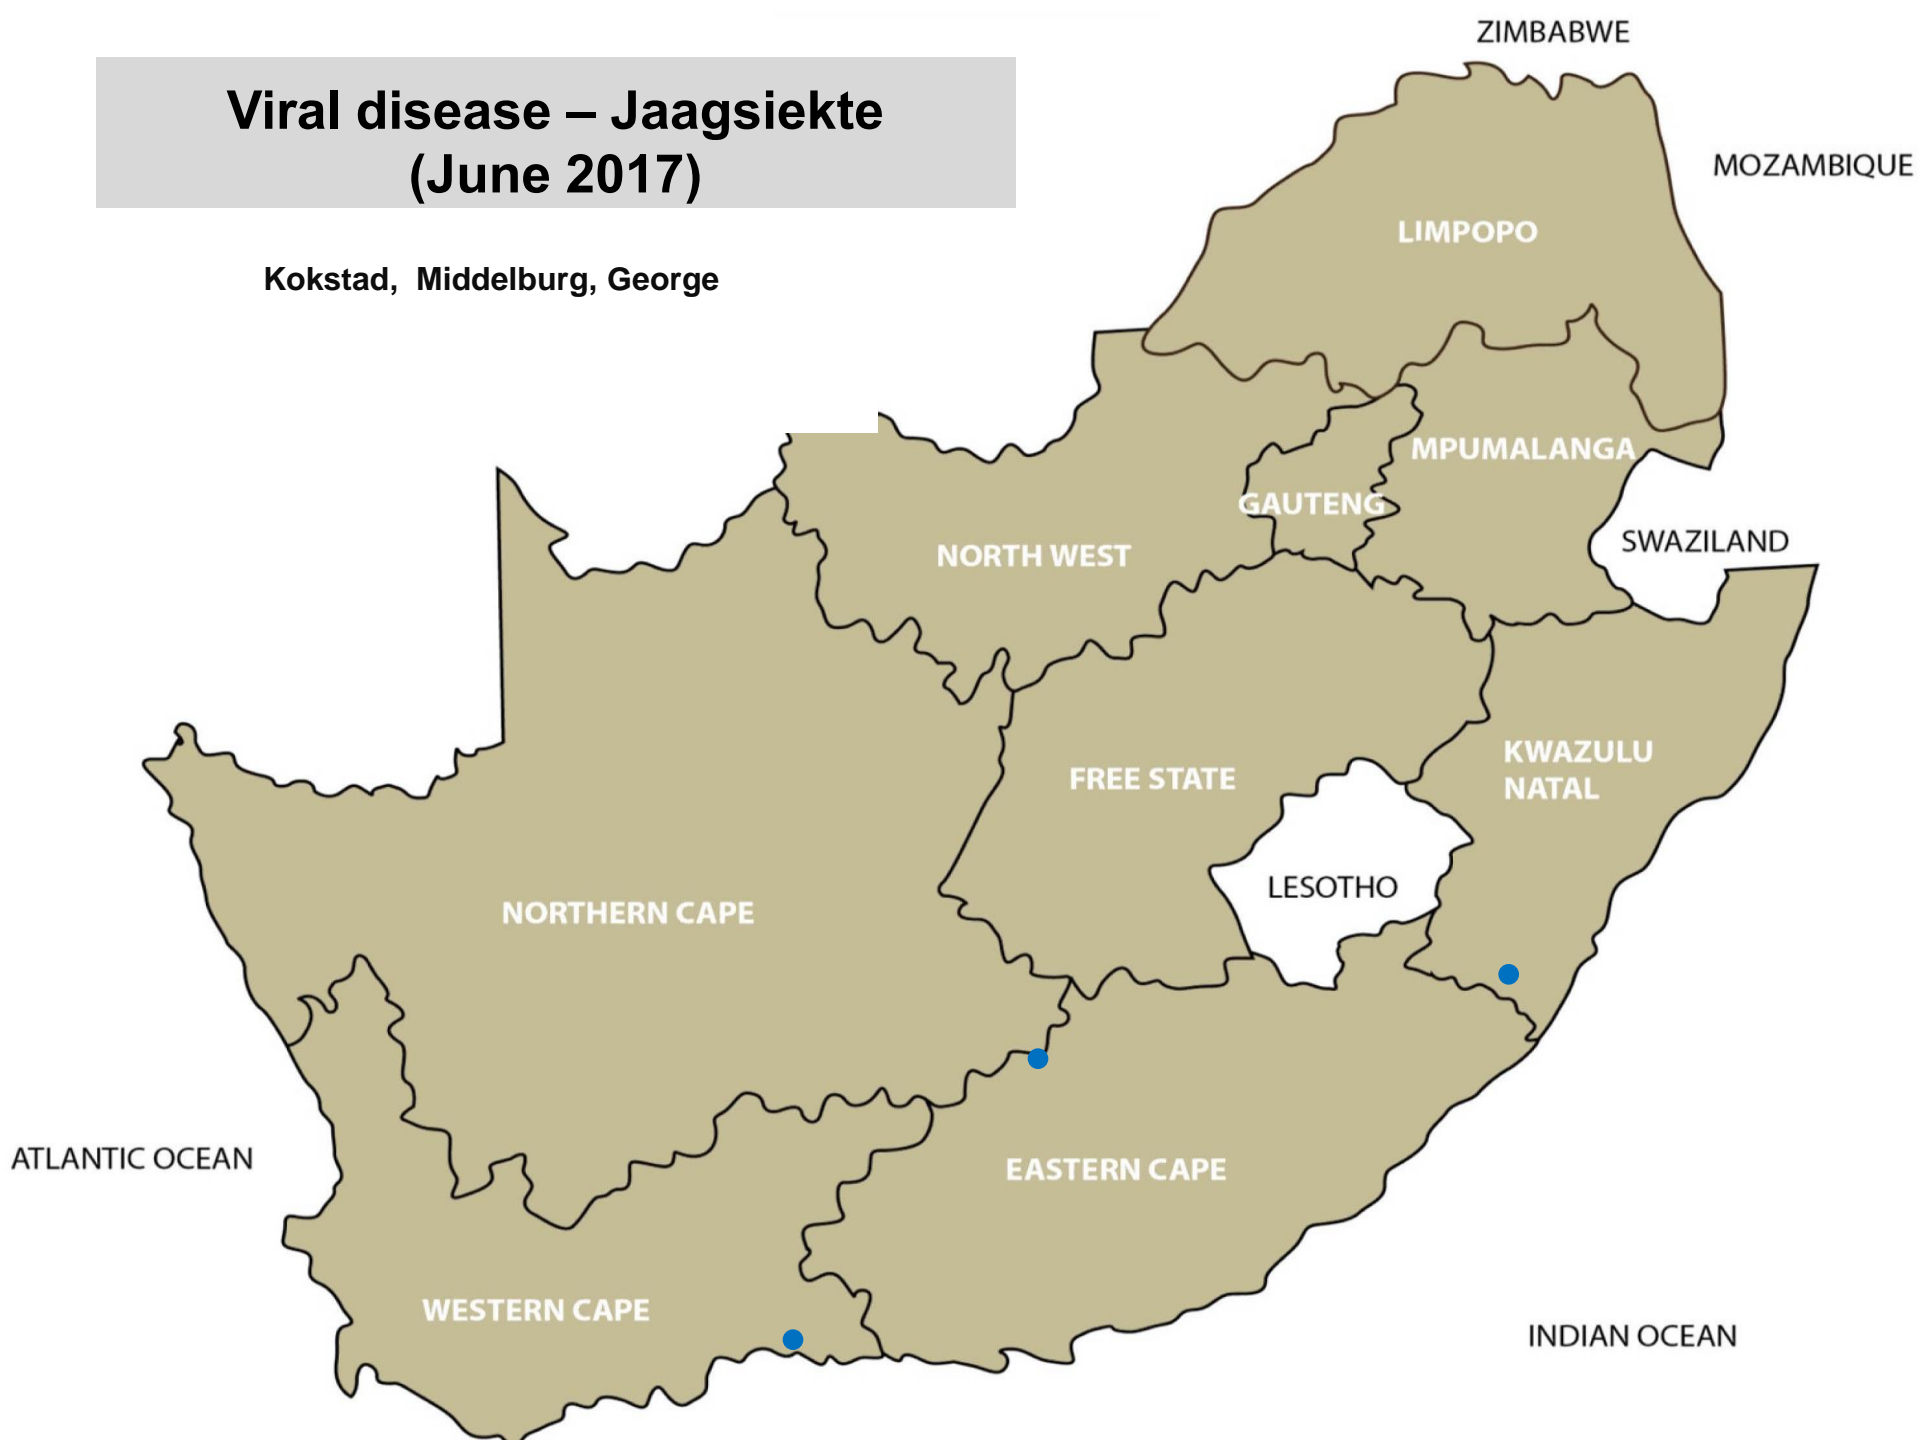 Viral disease – Jaagsiekte
(June 2017)
Kokstad,  Middelburg, George
ZIMBABWE
MOZAMBIQUE
LIMPOPO
MPUMALANGA
GAUTENG
SWAZILAND
NORTH WEST
KWAZULU
NATAL
FREE STATE
LESOTHO
NORTHERN CAPE
ATLANTIC OCEAN
EASTERN CAPE
WESTERN CAPE
INDIAN OCEAN